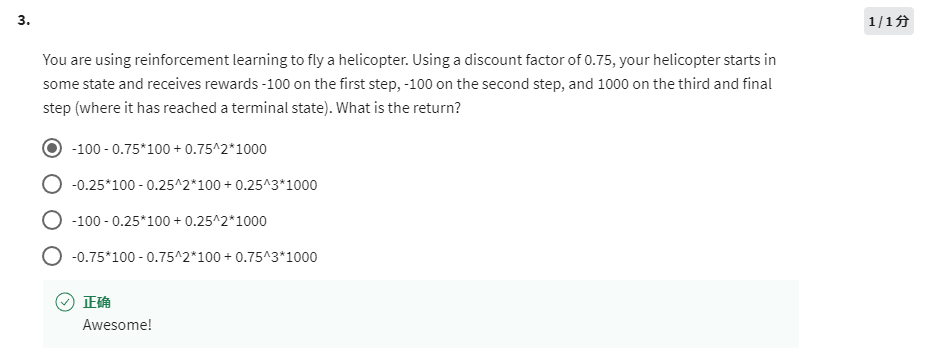 3.
1 / 1 分
You are using reinforcement learning to fly a helicopter. Using a discount factor of 0.75, your helicopter starts in
some state and receives rewards -100 on the first step, -100 on the second step, and 1000 on the third and final
step (where it has reached a terminal state). What is the return?
-100 - 0.75*100 + 0.75^2*1000
-0.25*100 - 0.25^2*100 + 0.25^3*1000
-100 - 0.25*100 + 0.25^2*1000
-0.75*100 - 0.75^2*100 + 0.75^3*1000
正确
Awesome!